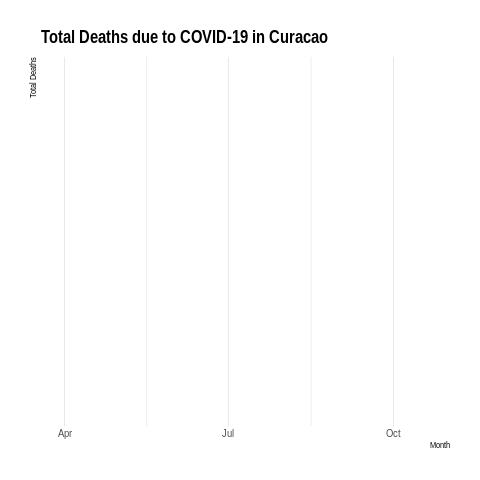 Total Deaths due to COVID-19 in Curacao
Total Deaths
Apr Jul Oct
Month